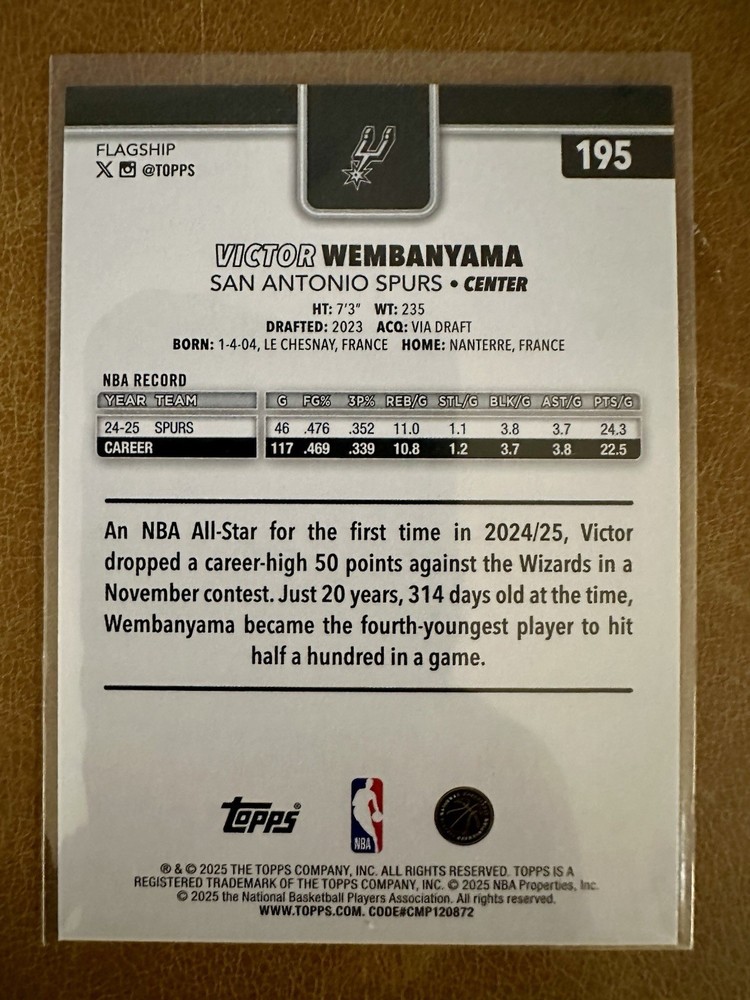 FLAGSHIP
195
X @TOPPS
VICTOR WEMBANYAMA
SAN ANTONIO SPURS • CENTER
HT: 7'3" WT: 235
DRAFTED: 2023 ACQ: VIA DRAFT
BORN: 1-4-04, LE CHESNAY, FRANCE HOME: NANTERRE, FRANCE
NBA RECORD
YEAR TEAM G FG% 3P% REB/G STL/G BLK/G AST/G PTS/G
24-25 SPURS 46 .476 .352 11.0 1.1 3.8 3.7 24.3
CAREER 117 .469 .339 10.8 1.2 3.7 3.8 22.5
An NBA All-Star for the first time in 2024/25, Victor
dropped a career-high 50 points against the Wizards in a
November contest. Just 20 years, 314 days old at the time,
Wembanyama became the fourth-youngest player to hit
half a hundred in a game.
Topps®
NBA
® & © 2025 THE TOPPS COMPANY, INC. ALL RIGHTS RESERVED. TOPPS IS A
REGISTERED TRADEMARK OF THE TOPPS COMPANY, INC. © 2025 NBA Properties, Inc.
© 2025 the National Basketball Players Association. All rights reserved.
WWW.TOPPS.COM. CODE#CMP120872